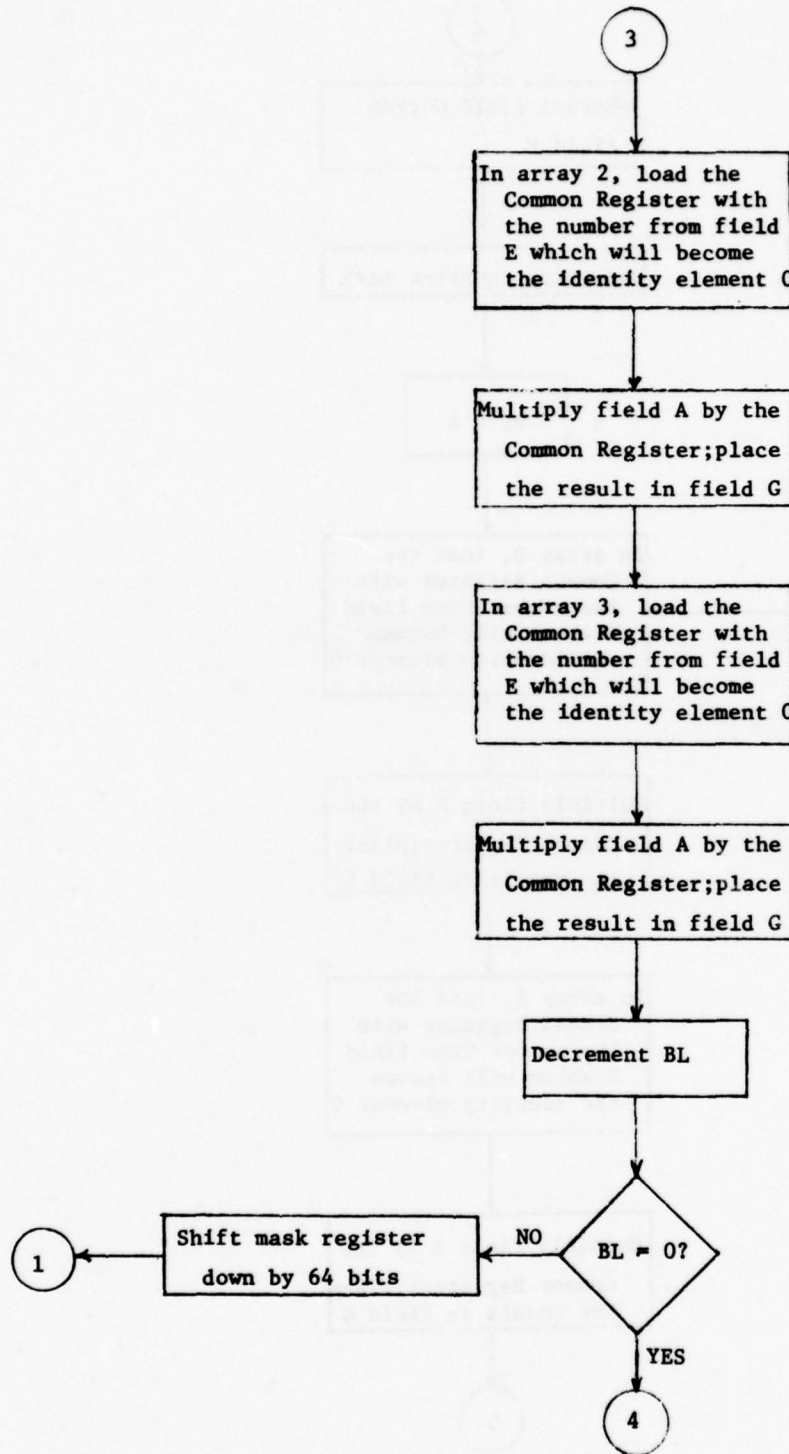 3
In array 2, load the
Common Register with
the number from field
E which will become
the identity element 0
Multiply field A by the
Common Register;place
the result in field G
In array 3, load the
Common Register with
the number from field
E which will become
the identity element 0
Multiply field A by the
Common Register;place
the result in field G
Decrement BL
BL = 0?
NO
Shift mask register
down by 64 bits
1
YES
4